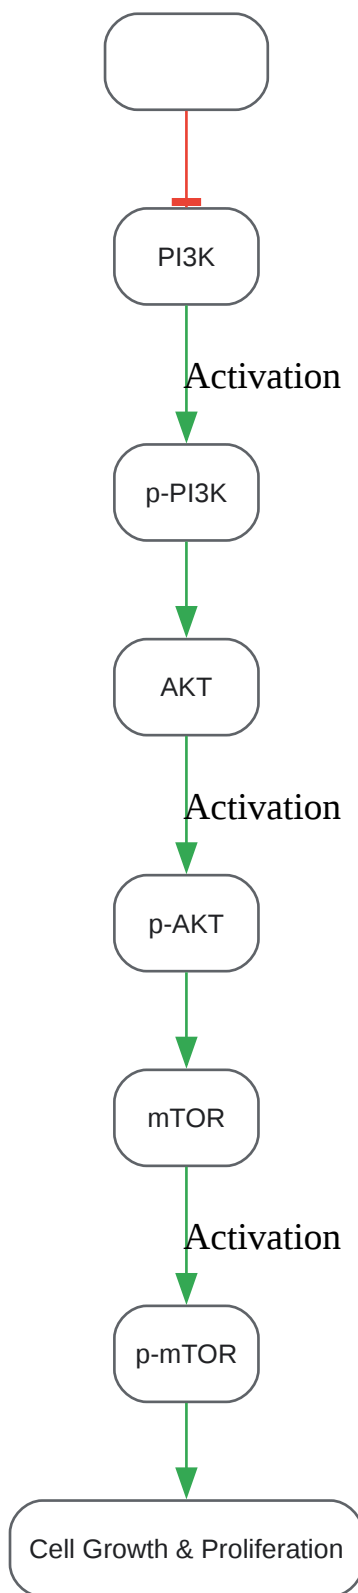 PI3K
Activation
p-PI3K
AKT
Activation
p-AKT
mTOR
Activation
p-mTOR
Cell Growth & Proliferation